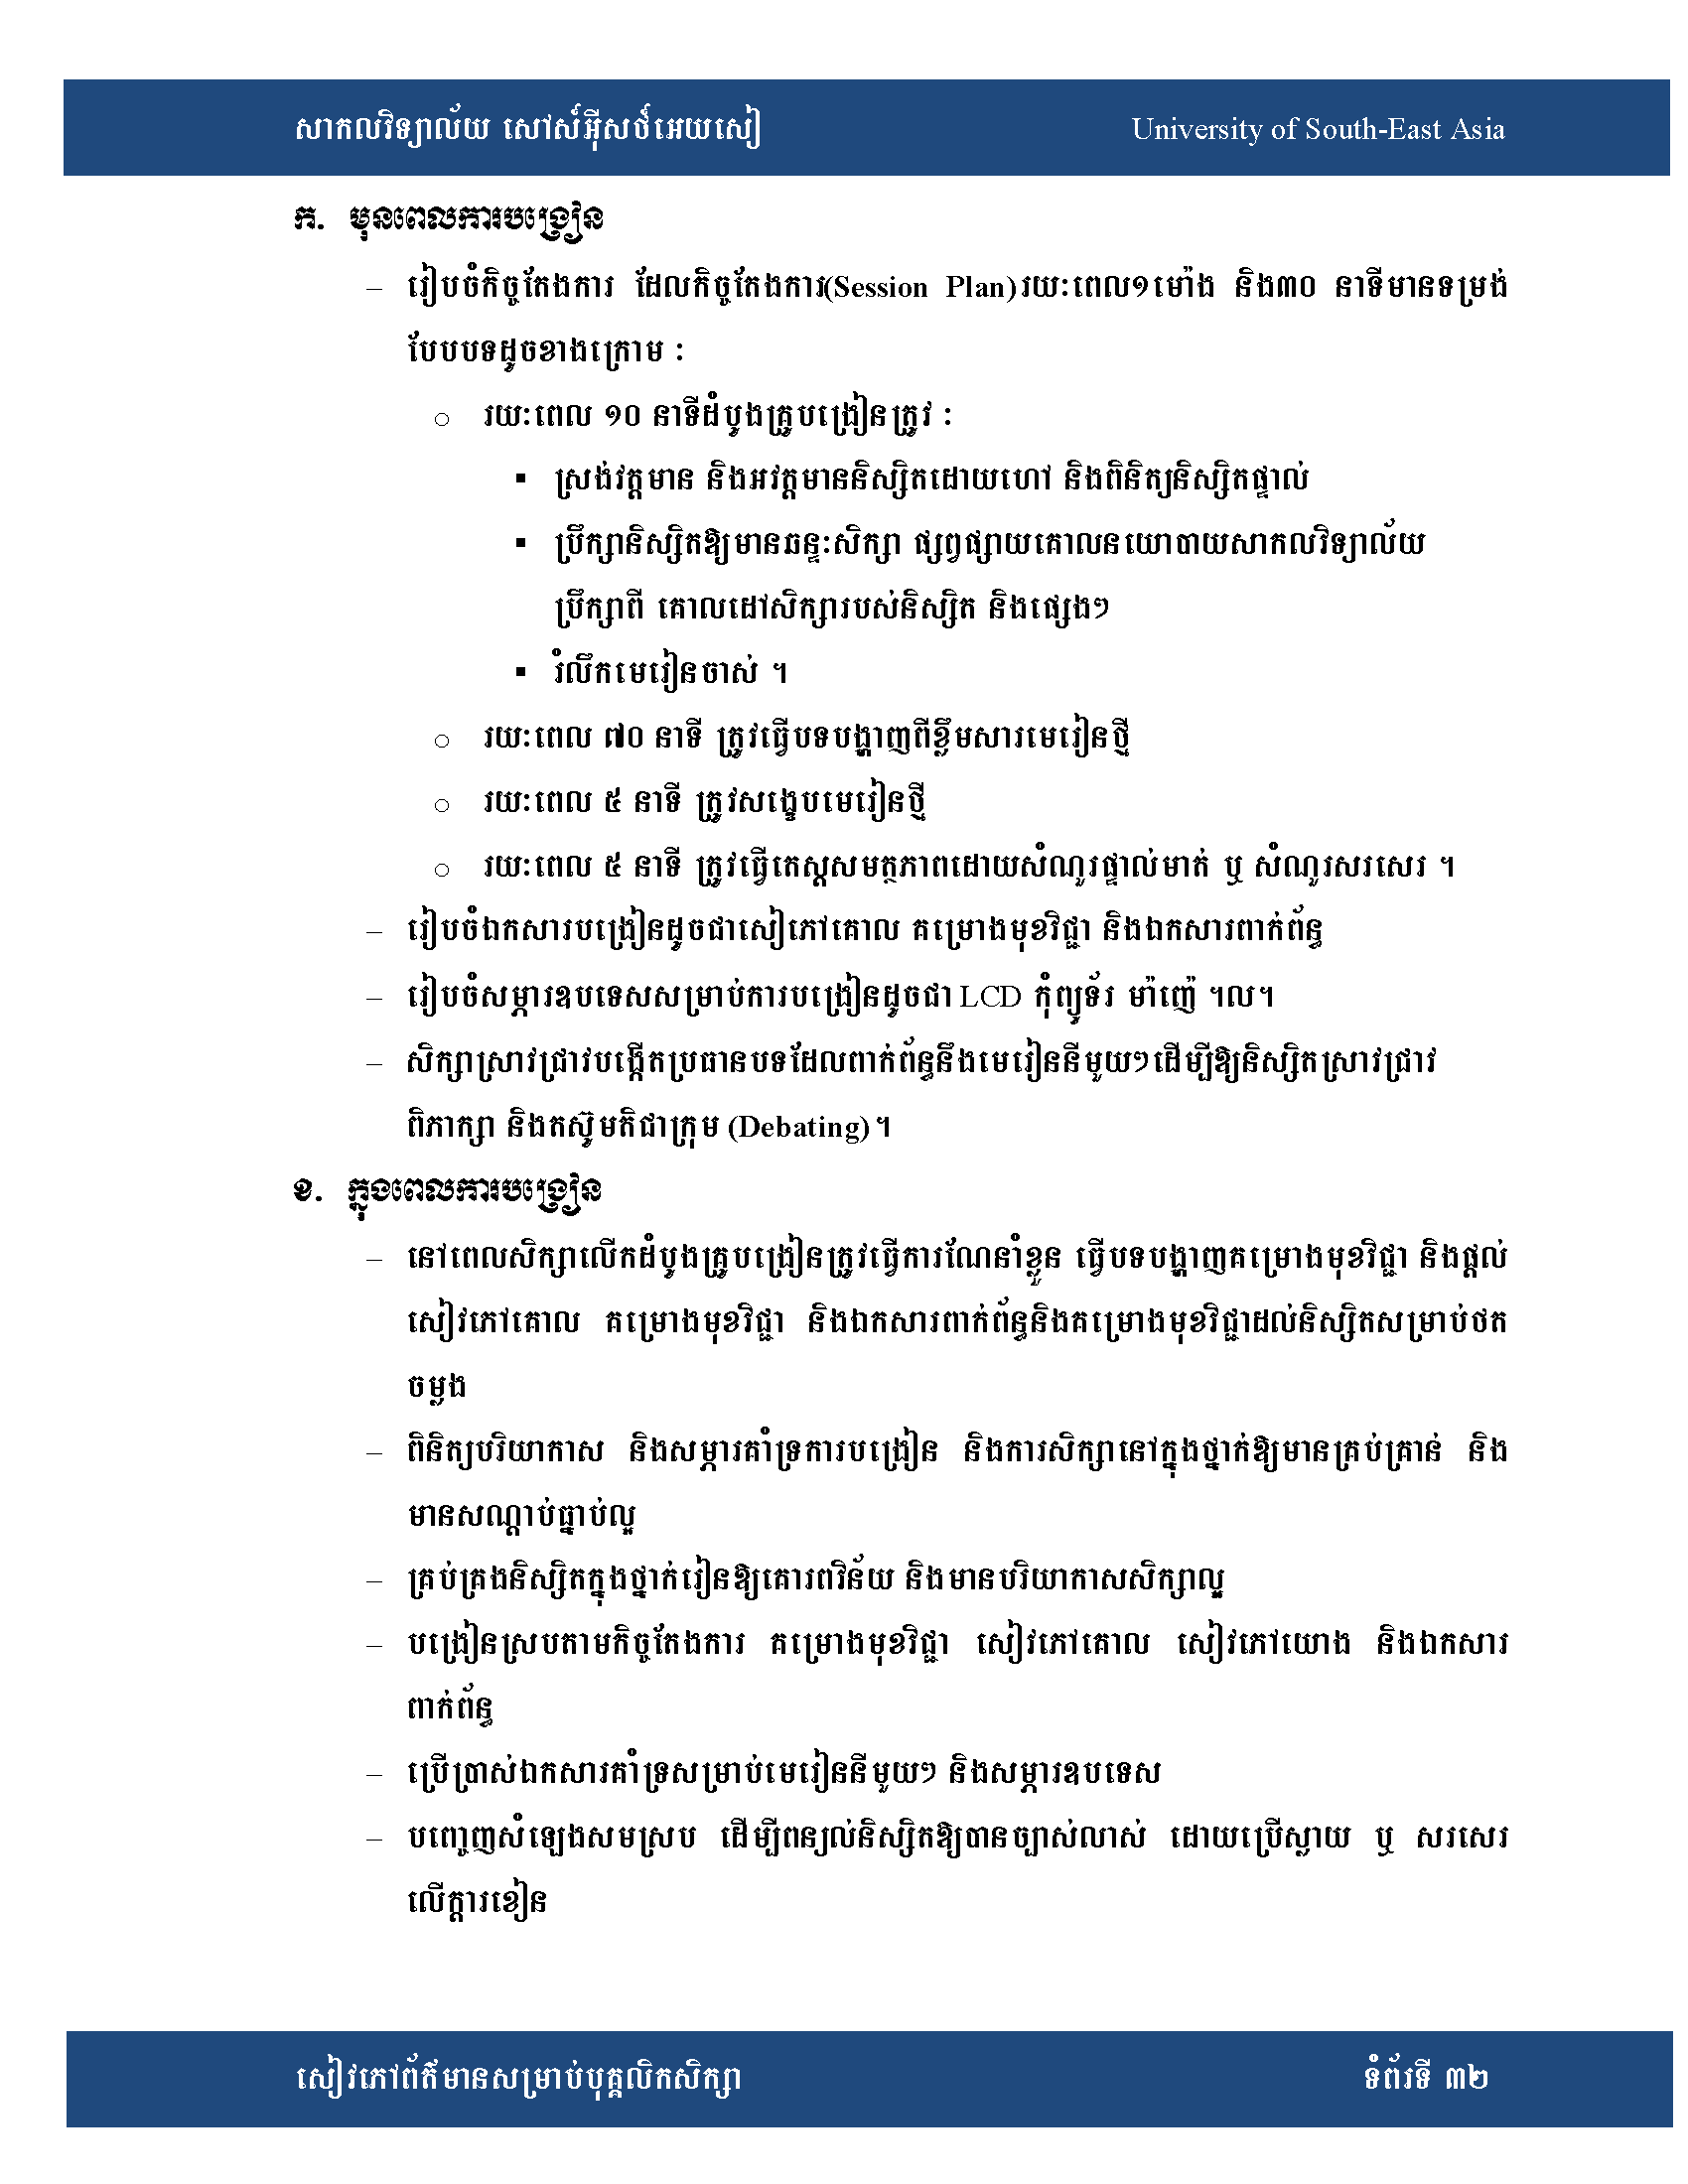 សាកលវិទ្យាល័យ សៅស៍អ៊ីសថ៍អេយសៀ University of South-East Asia
ក. មុនពេលការបង្រៀន
– រៀបចំកិច្ចតែងការ ដែលកិច្ចតែងការ(Session Plan)រយៈពេល១ម៉ោង និង៣០ នាទីមានទម្រង់
បែបបទដូចខាងក្រោម ៖
o រយៈពេល ១០ នាទីដំបូងគ្រូបង្រៀនត្រូវ ៖
▪ ស្រង់វត្តមាន និងអវត្តមាននិស្សិតដោយហៅ និងពិនិត្យនិស្សិតផ្ទាល់
▪ ប្រឹក្សានិស្សិតឱ្យមានឆន្ទៈសិក្សា ផ្សព្វផ្សាយគោលនយោបាយសាកលវិទ្យាល័យ
ប្រឹក្សាពី គោលដៅសិក្សារបស់និស្សិត និងផ្សេងៗ
▪ រំលឹកមេរៀនចាស់ ។
o រយៈពេល ៧០ នាទី ត្រូវធ្វើបទបង្ហាញពីខ្លឹមសារមេរៀនថ្មី
o រយៈពេល ៥ នាទី ត្រូវសង្ខេបមេរៀនថ្មី
o រយៈពេល ៥ នាទី ត្រូវធ្វើតេស្តសមត្ថភាពដោយសំណួរផ្ទាល់មាត់ ឬ សំណួរសរសេរ ។
– រៀបចំឯកសារបង្រៀនដូចជាសៀភៅគោល គម្រោងមុខវិជ្ជា និងឯកសារពាក់ព័ន្ធ
– រៀបចំសម្ភារឧបទេសសម្រាប់ការបង្រៀនដូចជា LCD កុំព្យូទ័រ ម៉ាញ៉េ ។ល។
– សិក្សាស្រាវជ្រាវបង្កើតប្រធានបទដែលពាក់ព័ន្ធនឹងមេរៀននីមួយៗដើម្បីឱ្យនិស្សិតស្រាវជ្រាវ
ពិភាក្សា និងតស៊ូមតិជាក្រុម (Debating)។
ខ. ក្នុងពេលការបង្រៀន
– នៅពេលសិក្សាលើកដំបូងគ្រូបង្រៀនត្រូវធ្វើការណែនាំខ្លួន ធ្វើបទបង្ហាញគម្រោងមុខវិជ្ជា និងផ្តល់
សៀវភៅគោល គម្រោងមុខវិជ្ជា និងឯកសារពាក់ព័ន្ធនិងគម្រោងមុខវិជ្ជាដល់និស្សិតសម្រាប់ថត
ចម្លង
– ពិនិត្យបរិយាកាស និងសម្ភារគាំទ្រការបង្រៀន និងការសិក្សានៅក្នុងថ្នាក់ឱ្យមានគ្រប់គ្រាន់ និង
មានសណ្តាប់ធ្នាប់ល្អ
– គ្រប់គ្រងនិស្សិតក្នុងថ្នាក់រៀនឱ្យគោរពវិន័យ និងមានបរិយាកាសសិក្សាល្អ
– បង្រៀនស្របតាមកិច្ចតែងការ គម្រោងមុខវិជ្ជា សៀវភៅគោល សៀវភៅយោង និងឯកសារ
ពាក់ព័ន្ធ
– ប្រើប្រាស់ឯកសារគាំទ្រសម្រាប់មេរៀននីមួយៗ និងសម្ភារឧបទេស
– បញ្ចេញសំឡេងសមស្រប ដើម្បីពន្យល់និស្សិតឱ្យបានច្បាស់លាស់ ដោយប្រើស្លាយ ឬ សរសេរ
លើក្តារខៀន
សៀវភៅព័ត៌មានសម្រាប់បុគ្គលិកសិក្សា ទំព័រទី ៣២